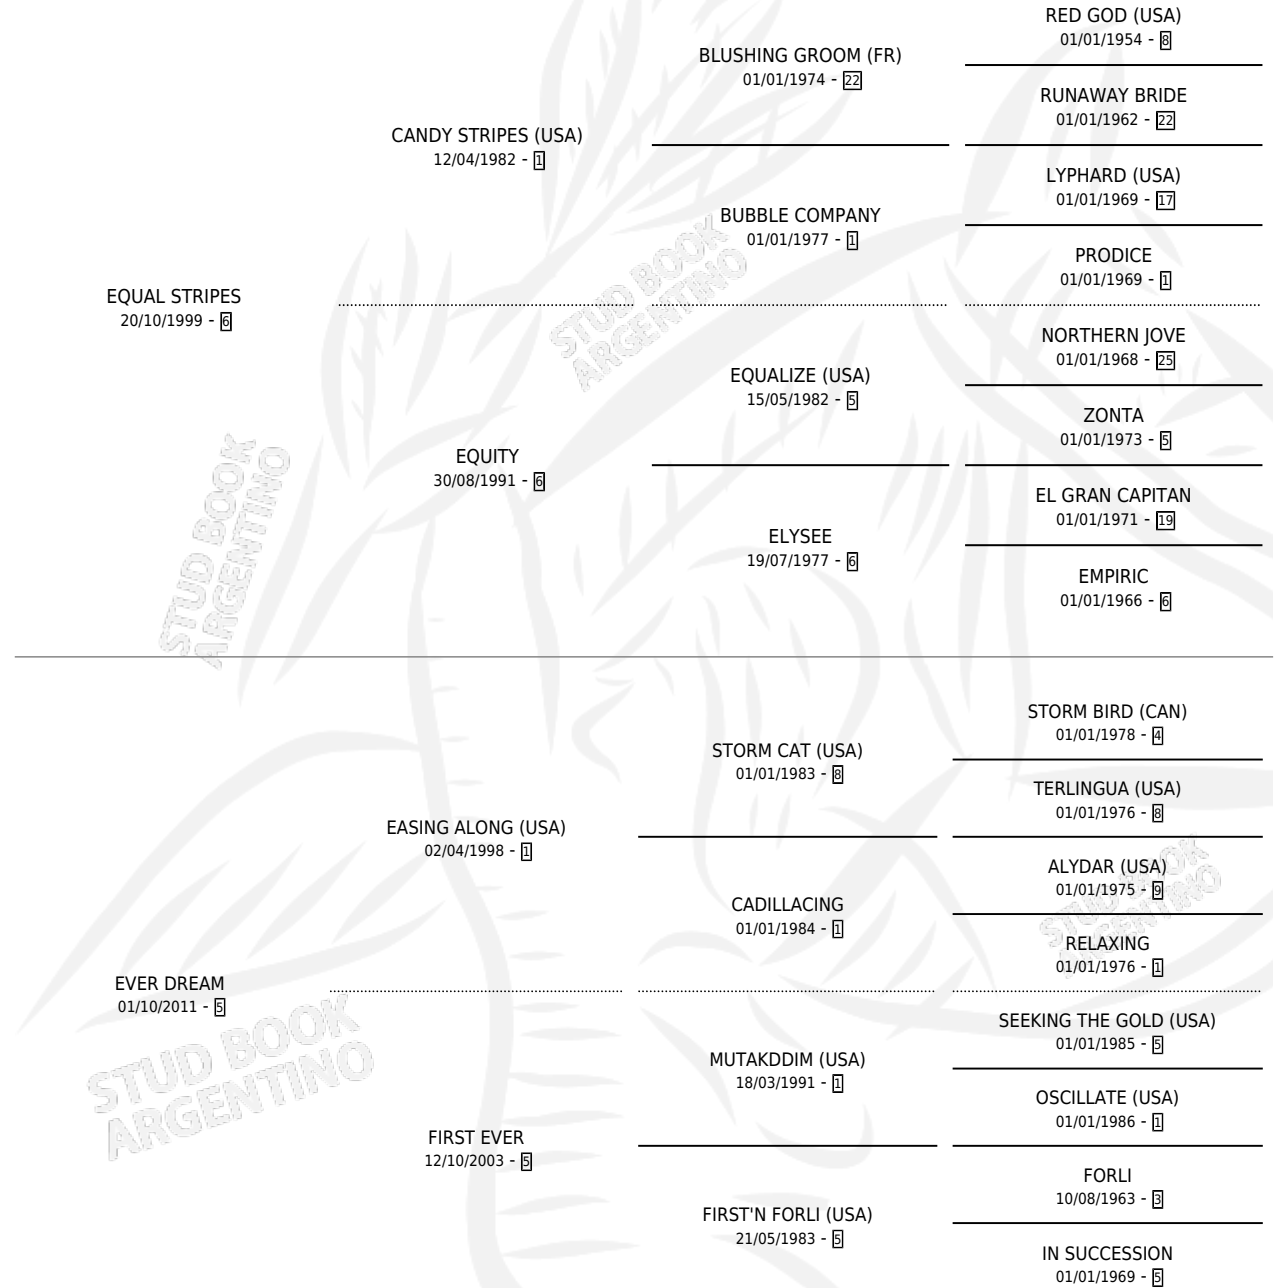 RED GOD (USA)
01/01/1954 - 8
BLUSHING GROOM (FR)
01/01/1974 - 22
RUNAWAY BRIDE
01/01/1962 - 22
CANDY STRIPES (USA)
12/04/1982 - 1
LYPHARD (USA)
01/01/1969 - 17
BUBBLE COMPANY
01/01/1977 - 1
PRODICE
01/01/1969 - 1
EQUAL STRIPES
20/10/1999 - 6
NORTHERN JOVE
01/01/1968 - 25
EQUALIZE (USA)
15/05/1982 - 5
ZONTA
01/01/1973 - 5
EQUITY
30/08/1991 - 6
EL GRAN CAPITAN
01/01/1971 - 19
ELYSEE
19/07/1977 - 6
EMPIRIC
01/01/1966 - 6
STUD BOOK
ARGENTINO
STUD BOOK
ARGENTINO
STORM BIRD (CAN)
01/01/1978 - 4
STORM CAT (USA)
01/01/1983 - 8
TERLINGUA (USA)
01/01/1976 - 8
EASING ALONG (USA)
02/04/1998 - 1
ALYDAR (USA)
01/01/1975 - 9
CADILLACING
01/01/1984 - 1
RELAXING
01/01/1976 - 1
EVER DREAM
01/10/2011 - 5
SEEKING THE GOLD (USA)
01/01/1985 - 5
MUTAKDDIM (USA)
18/03/1991 - 1
OSCILLATE (USA)
01/01/1986 - 1
FIRST EVER
12/10/2003 - 5
FORLI
10/08/1963 - 3
FIRST'N FORLI (USA)
21/05/1983 - 5
IN SUCCESSION
01/01/1969 - 5
STUD BOOK
ARGENTINO
STUD BOOK
ARGENTINO